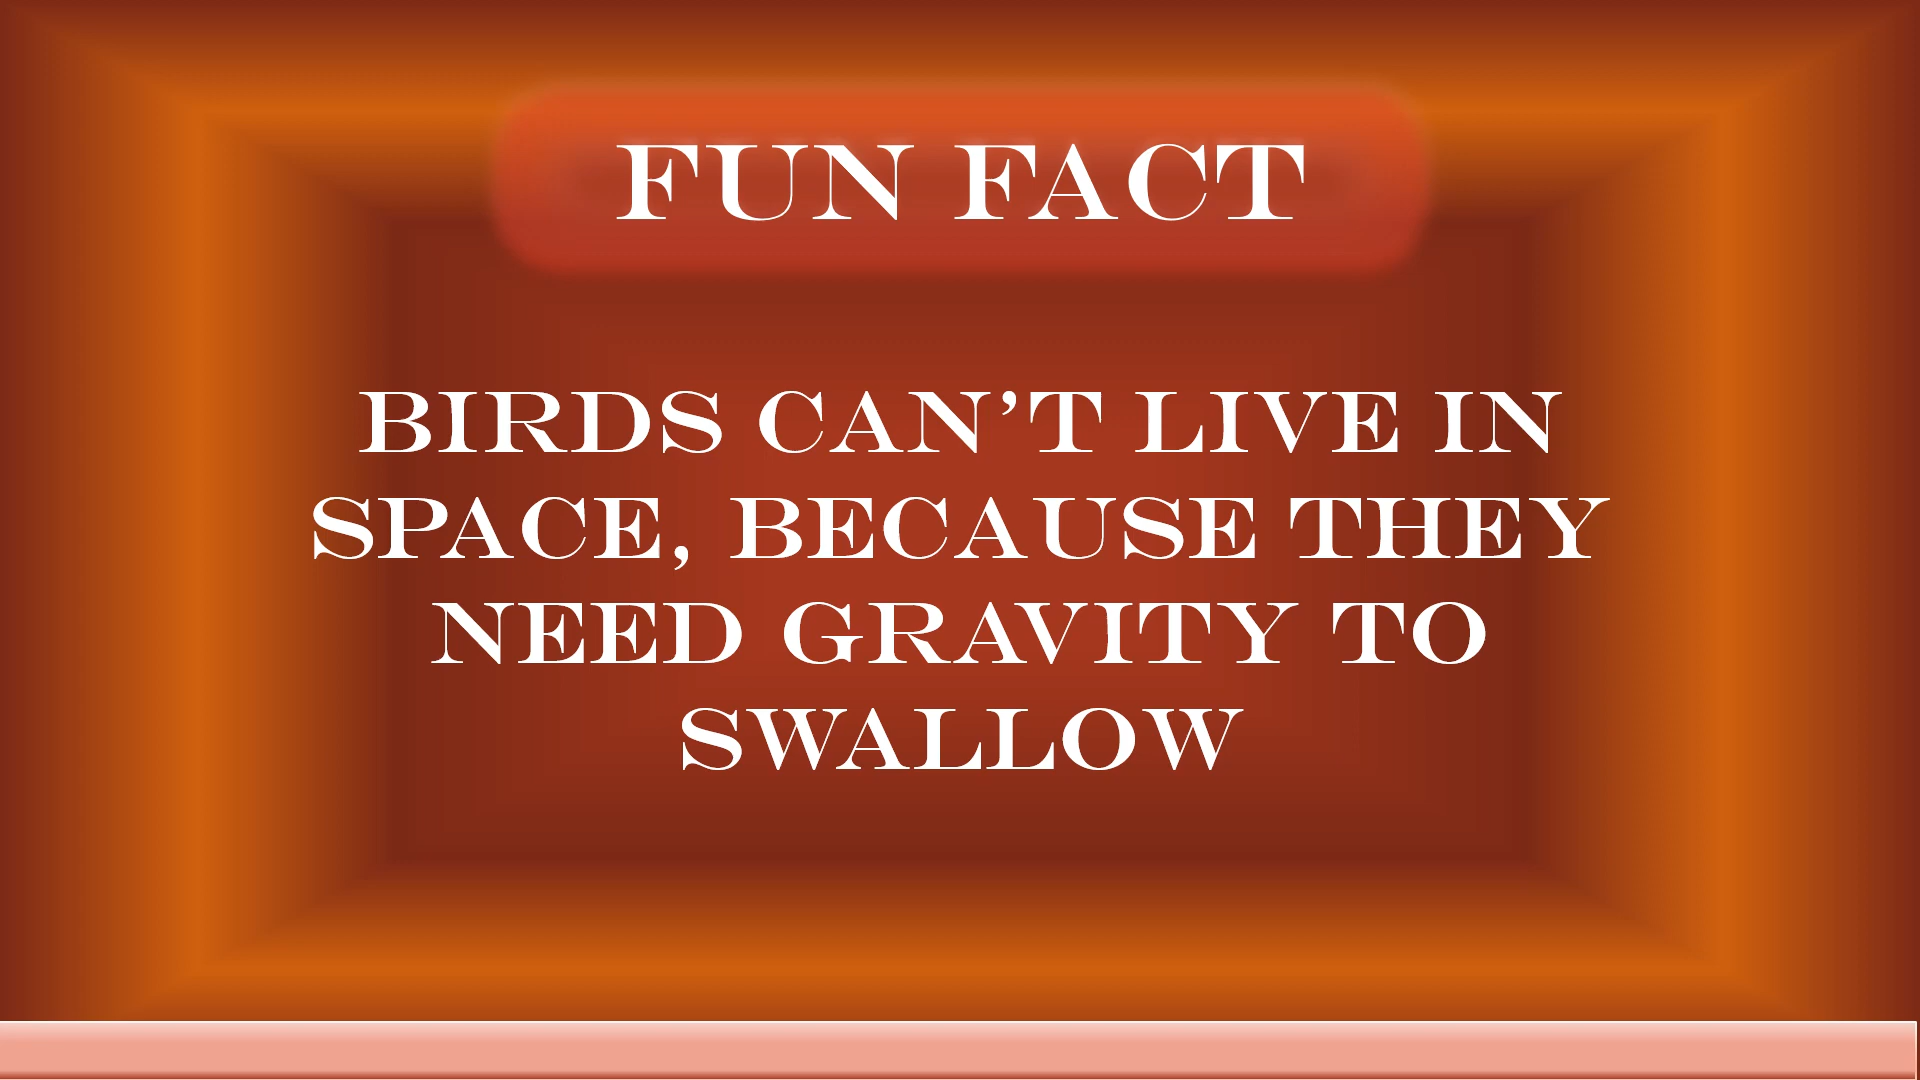 FUN FACT
BIRDS CAN'T LIVE IN
SPACE, BECAUSE THEY
NEED GRAVITY TO
SWALLOW